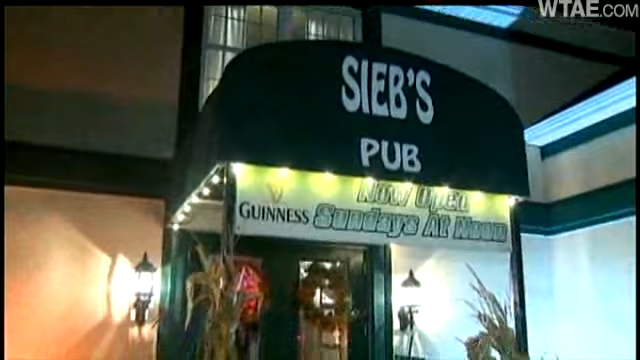 WTAE.COM
SIEB'S
PUB
Now Open
GUINNESS Sundays At Noon